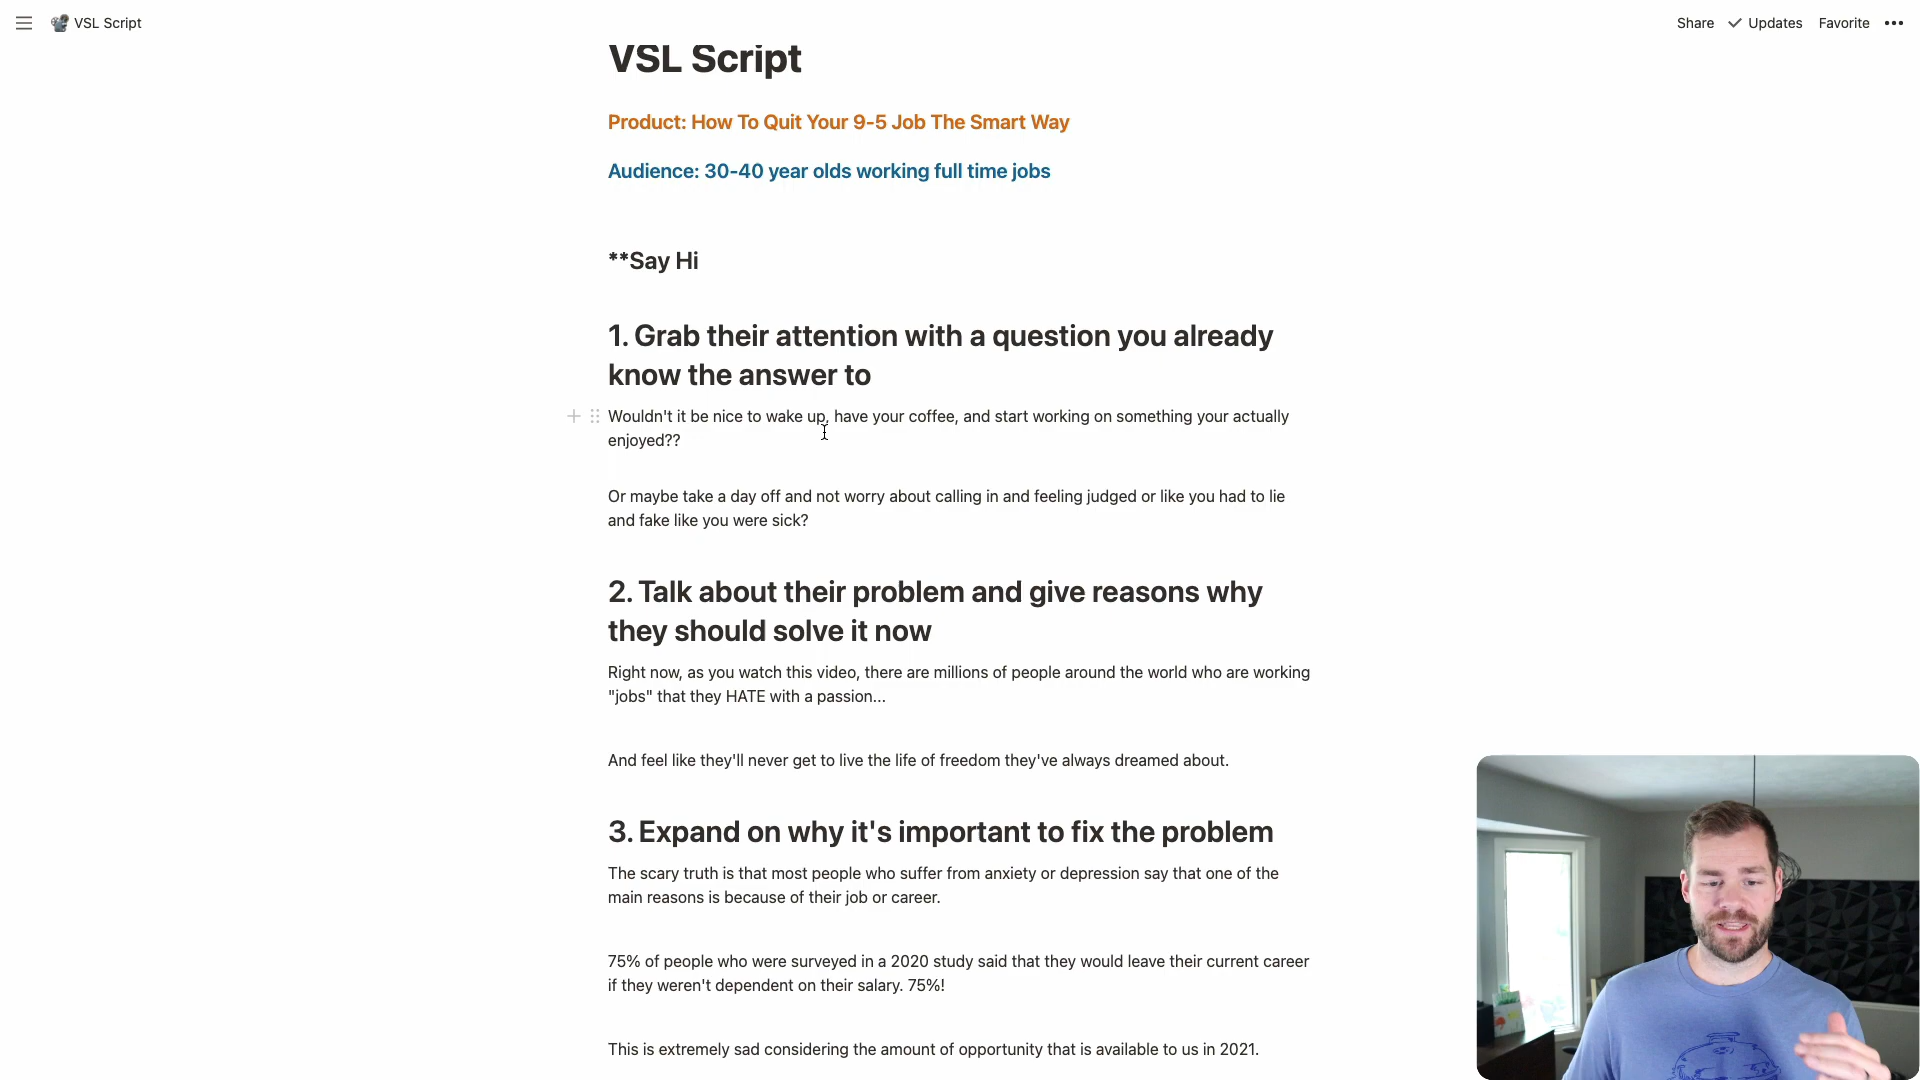 VSL Script
Share
Updates
Favorite
VSL Script
Product: How To Quit Your 9-5 Job The Smart Way
Audience: 30-40 year olds working full time jobs
**Say Hi
1. Grab their attention with a question you already
know the answer to
Wouldn't it be nice to wake up, have your coffee, and start working on something your actually
enjoyed??
Or maybe take a day off and not worry about calling in and feeling judged or like you had to lie
and fake like you were sick?
2. Talk about their problem and give reasons why
they should solve it now
Right now, as you watch this video, there are millions of people around the world who are working
"jobs" that they HATE with a passion...
And feel like they'll never get to live the life of freedom they've always dreamed about.
3. Expand on why it's important to fix the problem
The scary truth is that most people who suffer from anxiety or depression say that one of the
main reasons is because of their job or career.
75% of people who were surveyed in a 2020 study said that they would leave their current career
if they weren't dependent on their salary. 75%!
This is extremely sad considering the amount of opportunity that is available to us in 2021.